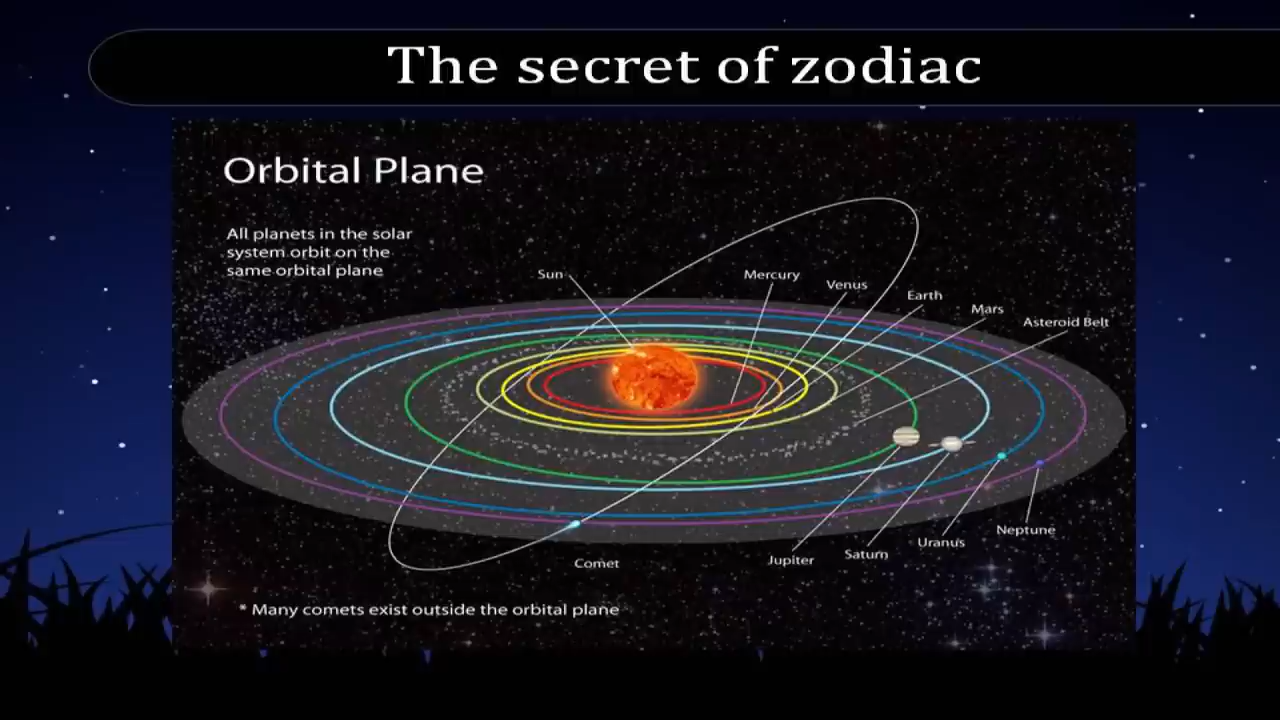 The secret of zodiac
Orbital Plane
All planets in the solar
system orbit on the
same orbital plane
Sun
Mercury
Venus
Earth
Mars
Asteroid Belt
Neptune
Uranus
Saturn
Jupiter
Comet
* Many comets exist outside the orbital plane